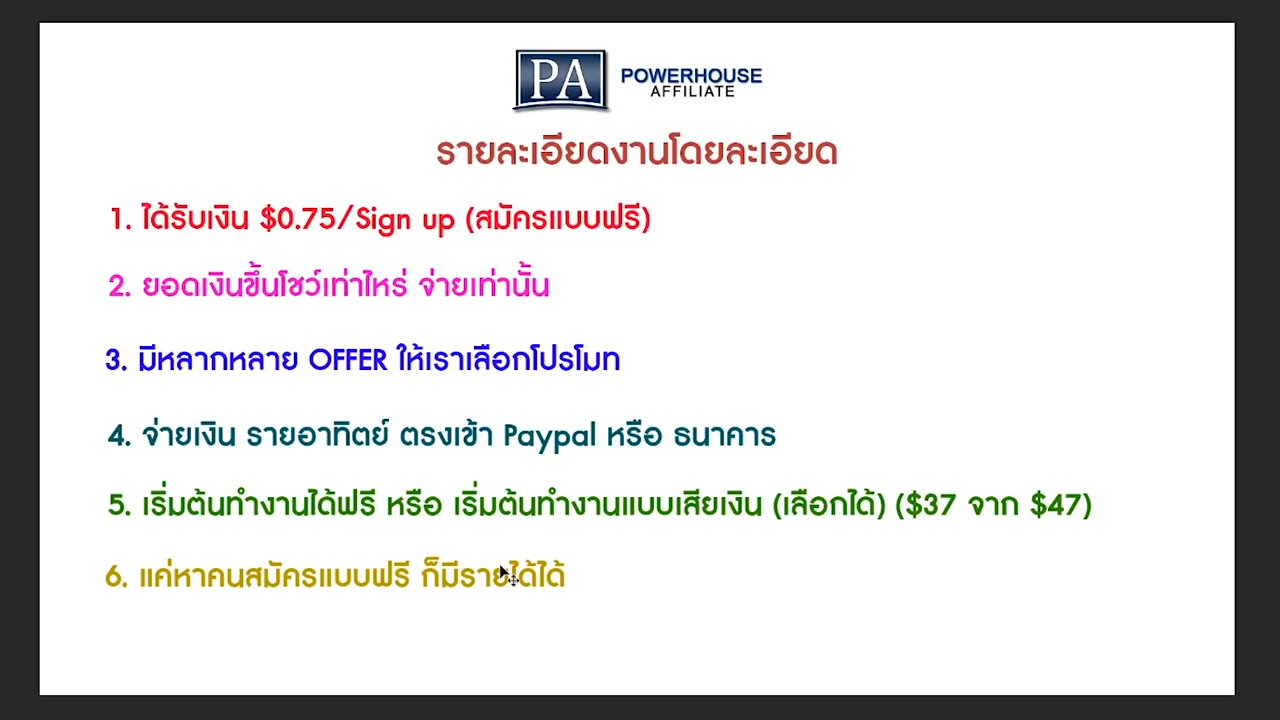 PA POWERHOUSE
AFFILIATE
รายละเอียดงานโดยละเอียด
1. ได้รับเงิน $0.75/Sign up (สมัครแบบฟรี)
2. ยอดเงินขึ้นโชว์เท่าไหร่ จ่ายเท่านั้น
3. มีหลากหลาย OFFER ให้เราเลือกโปรโมท
4. จ่ายเงิน รายอาทิตย์ ตรงเข้า Paypal หรือ ธนาคาร
5. เริ่มต้นทำงานได้ฟรี หรือ เริ่มต้นทำงานแบบเสียเงิน (เลือกได้) ($37 จาก $47)
6. แค่หาคนสมัครแบบฟรี ก็มีรายได้ได้